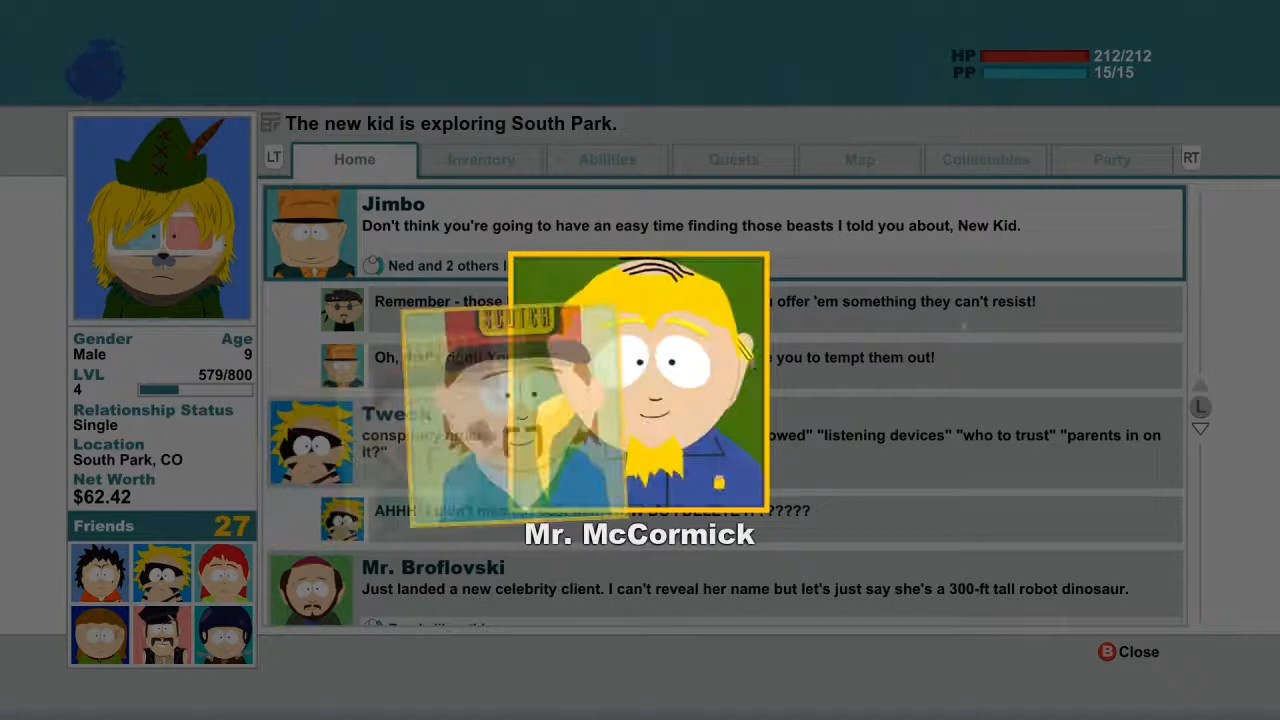 HP 212/212
PP 15/15
The new kid is exploring South Park.
LT Home Inventory Abilities Quests Map Collectables Party RT
Jimbo
Don't think you're going to have an easy time finding those beasts I told you about, New Kid.
Ned and 2 others l
Remember - those offer 'em something they can't resist!
Oh, that's right! you to tempt them out!
Tweek
conspiracy owed" "listening devices" "who to trust" "parents in on
it?"
AHHH ??????
Mr. Broflovski
Just landed a new celebrity client. I can't reveal her name but let's just say she's a 300-ft tall robot dinosaur.
SCOTCH
Mr. McCormick
Gender Age
Male 9
LVL 579/800
4
Relationship Status
Single
Location
South Park, CO
Net Worth
$62.42
Friends 27
L
B Close